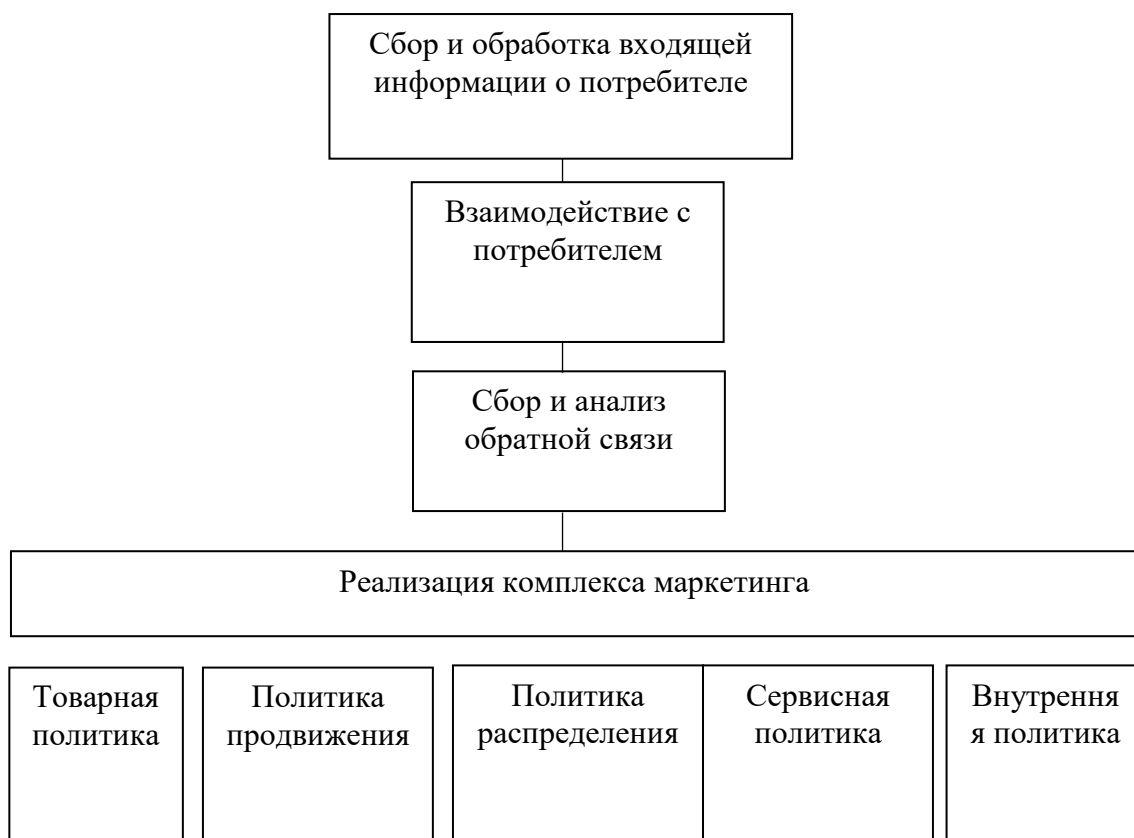 Сбор и обработка входящей
информации о потребителе
Взаимодействие с
потребителем
Сбор и анализ
обратной связи
Реализация комплекса маркетинга
Товарная
политика
Политика
продвижения
Политика
распределения
Сервисная
политика
Внутрення
я политика